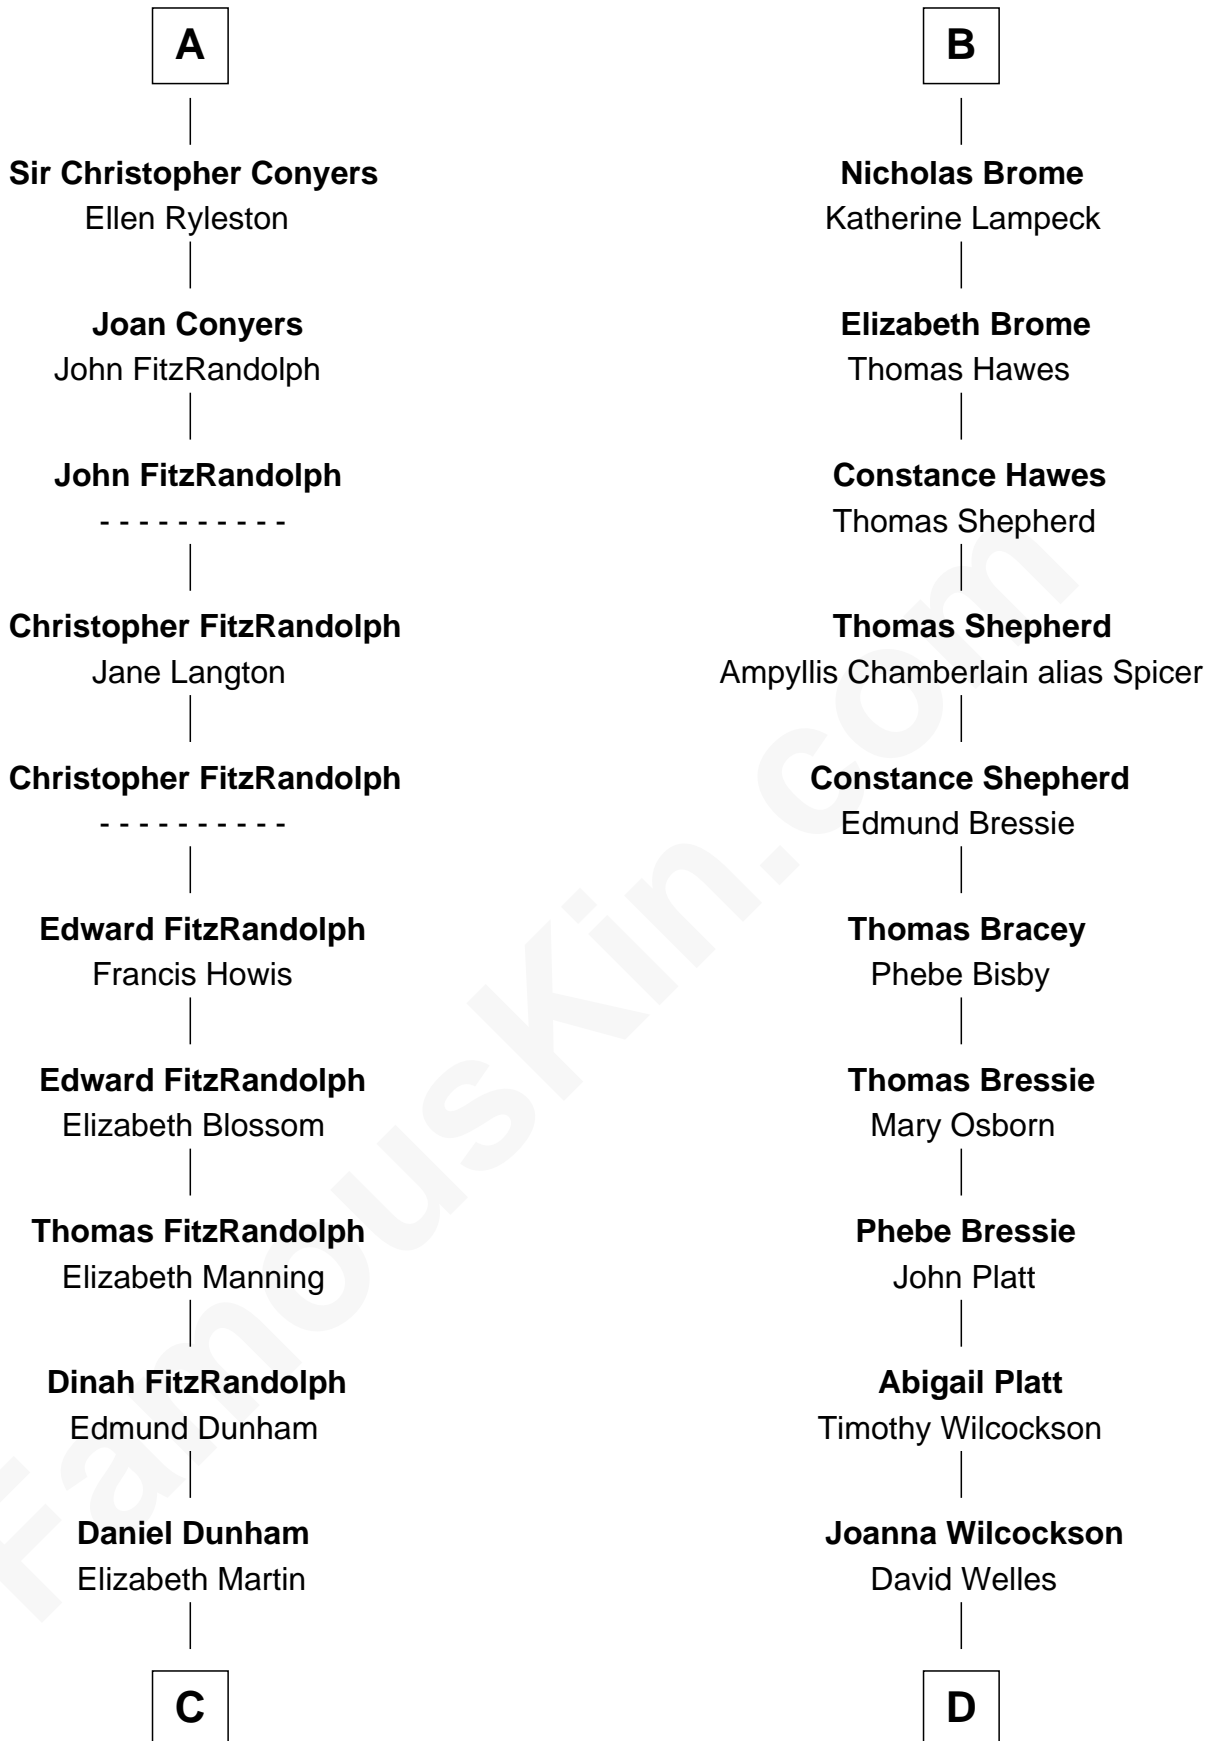 A
Sir Christopher Conyers
Ellen Ryleston
Joan Conyers
John FitzRandolph
John FitzRandolph
- - - - - - - - - -
Christopher FitzRandolph
Jane Langton
Christopher FitzRandolph
- - - - - - - - - -
Edward FitzRandolph
Francis Howis
Edward FitzRandolph
Elizabeth Blossom
Thomas FitzRandolph
Elizabeth Manning
Dinah FitzRandolph
Edmund Dunham
Daniel Dunham
Elizabeth Martin
C
B
Nicholas Brome
Katherine Lampeck
Elizabeth Brome
Thomas Hawes
Constance Hawes
Thomas Shepherd
Thomas Shepherd
Ampyllis Chamberlain alias Spicer
Constance Shepherd
Edmund Bressie
Thomas Bracey
Phebe Bisby
Thomas Bressie
Mary Osborn
Phebe Bressie
John Platt
Abigail Platt
Timothy Wilcockson
Joanna Wilcockson
David Welles
D
FamousKin.com